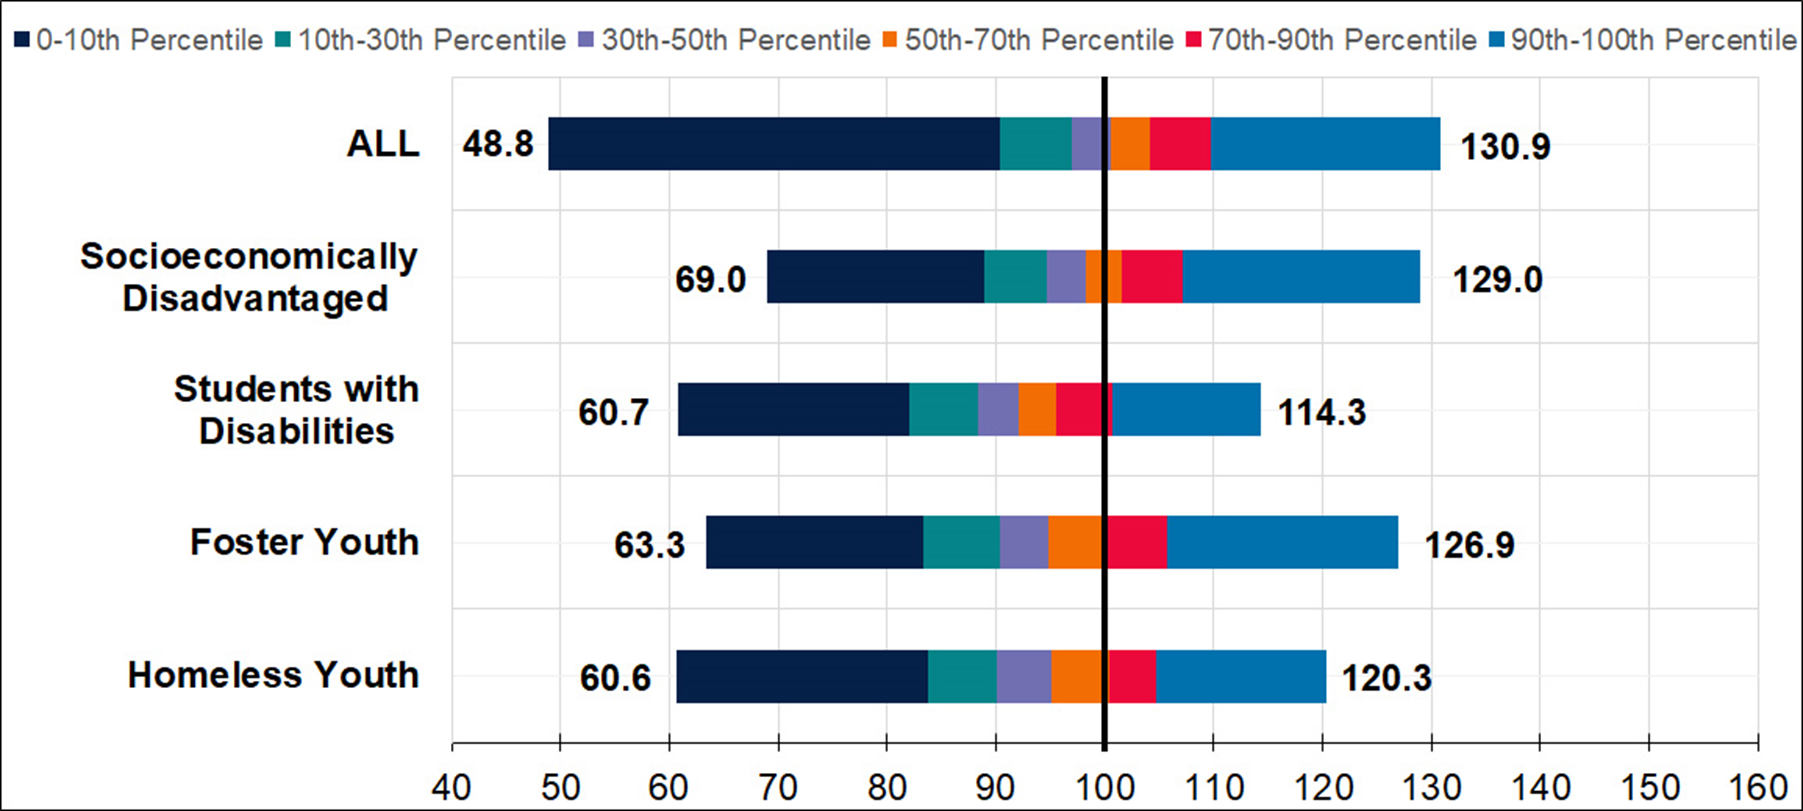 0-10th Percentile 10th-30th Percentile 30th-50th Percentile 50th-70th Percentile 70th-90th Percentile 90th-100th Percentile
ALL 48.8 130.9
Socioeconomically
Disadvantaged 69.0 129.0
Students with
Disabilities 60.7 114.3
Foster Youth 63.3 126.9
Homeless Youth 60.6 120.3
40 50 60 70 80 90 100 110 120 130 140 150 160